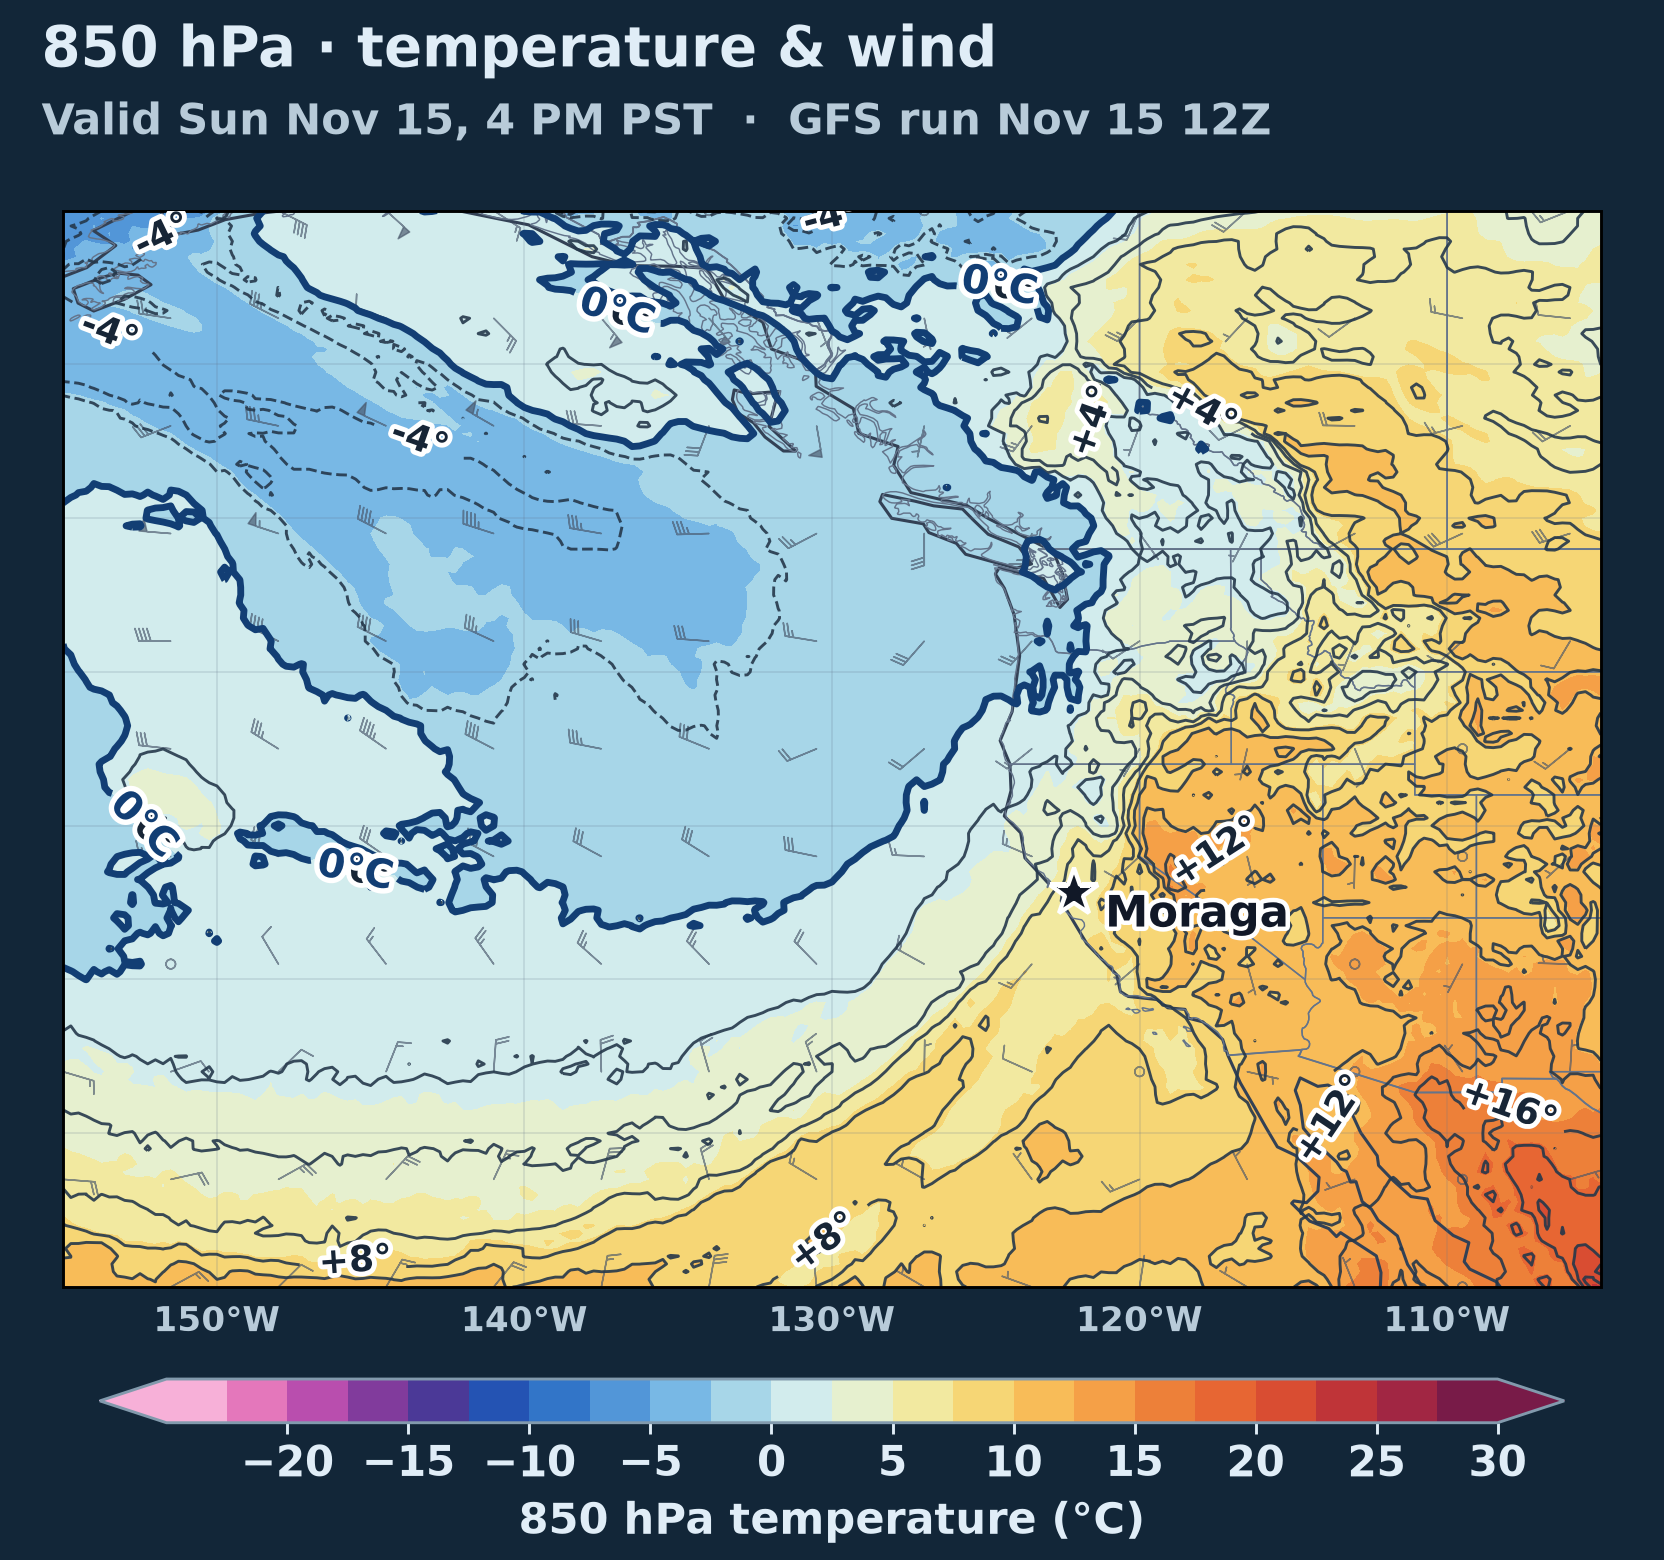 850 hPa · temperature & wind
Valid Sun Nov 15, 4 PM PST · GFS run Nov 15 12Z
-4°
-4
0°C
0°C
-4°
+4°
+4°
-4°
0°C
0°C
+12°
Moraga
+12°
+16°
+8°
+8°
150°W 140°W 130°W 120°W 110°W
−20 −15 −10 −5 0 5 10 15 20 25 30
850 hPa temperature (°C)